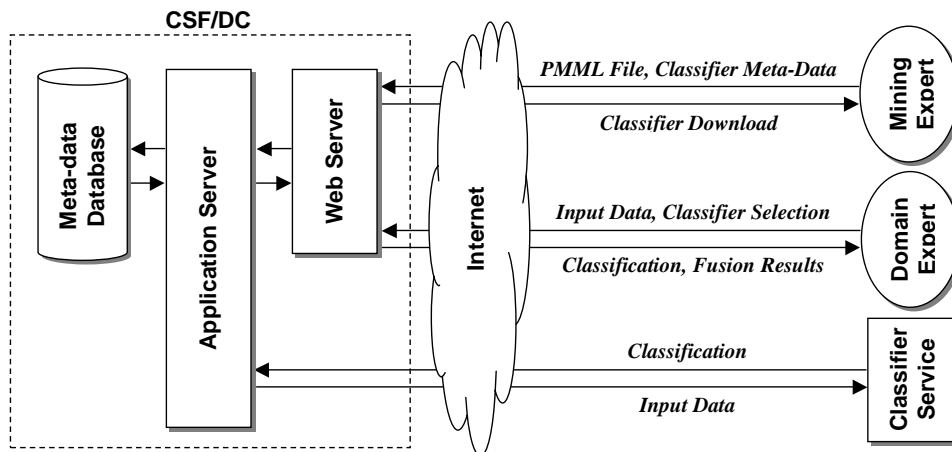 CSF/DC
Meta-data
Database
Application Server
Web Server
Internet
PMML File, Classifier Meta-Data
Classifier Download
Mining
Expert
Input Data, Classifier Selection
Classification, Fusion Results
Domain
Expert
Classification
Input Data
Classifier
Service